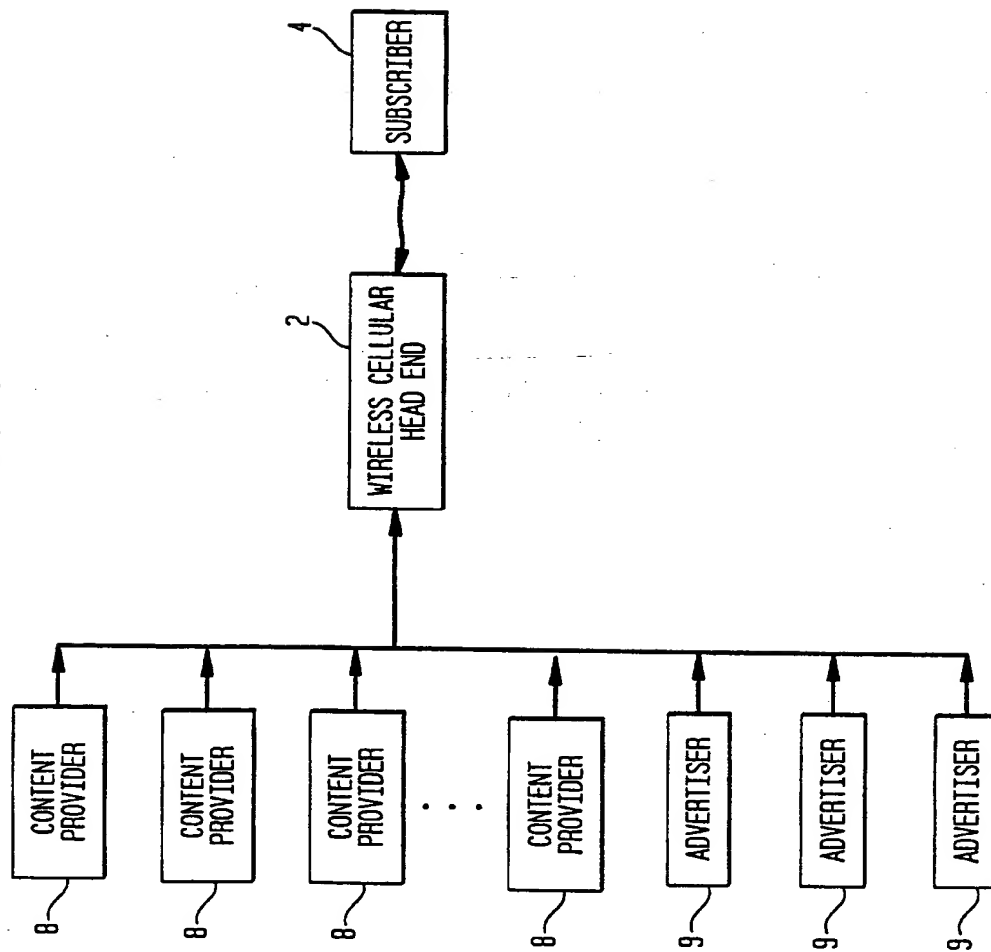 8
CONTENT
PROVIDER
8
CONTENT
PROVIDER
8
CONTENT
PROVIDER
. . .
8
CONTENT
PROVIDER
9
ADVERTISER
9
ADVERTISER
9
ADVERTISER
2
WIRELESS CELLULAR
HEAD END
4
SUBSCRIBER